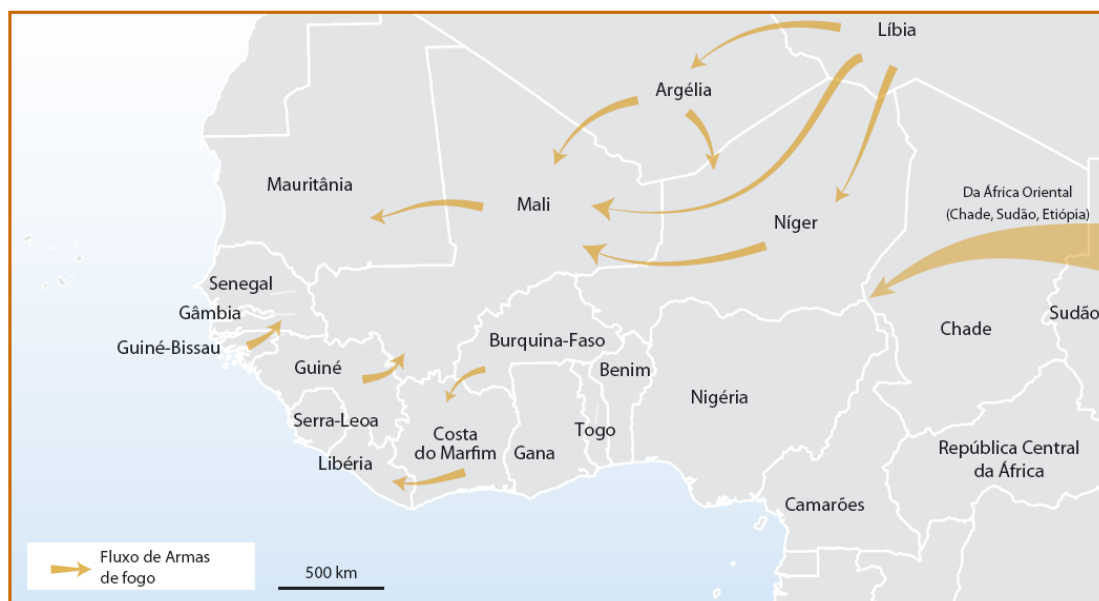 Líbia
Argélia
Mauritânia
Mali
Níger
Da África Oriental
(Chade, Sudão, Etiópia)
Senegal
Gâmbia
Guiné-Bissau
Guiné
Burquina-Faso
Benim
Chade
Sudão
Nigéria
Serra-Leoa
Libéria
Costa
do Marfim
Gana
Togo
República Central
da África
Camarões
Fluxo de Armas
de fogo
500 km